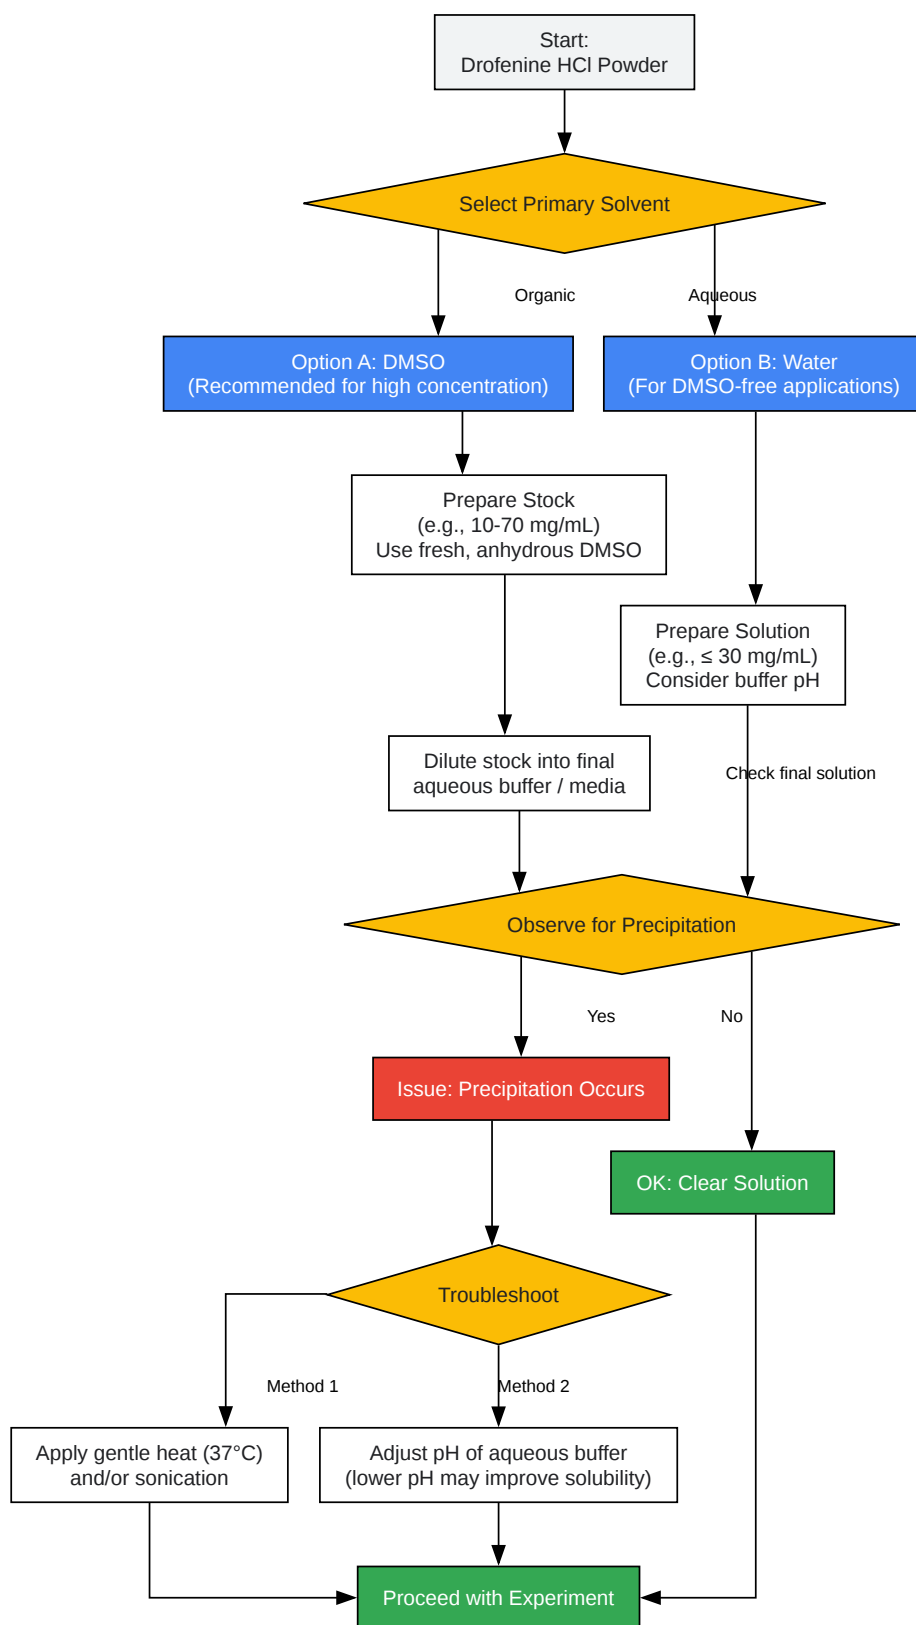 Start:
Drofenine HCl Powder
Select Primary Solvent
Organic
Aqueous
Option A: DMSO
(Recommended for high concentration)
Option B: Water
(For DMSO-free applications)
Prepare Stock
(e.g., 10-70 mg/mL)
Use fresh, anhydrous DMSO
Prepare Solution
(e.g., ≤ 30 mg/mL)
Consider buffer pH
Dilute stock into final
aqueous buffer / media
Check final solution
Observe for Precipitation
Yes
No
Issue: Precipitation Occurs
OK: Clear Solution
Troubleshoot
Method 1
Method 2
Apply gentle heat (37°C)
and/or sonication
Adjust pH of aqueous buffer
(lower pH may improve solubility)
Proceed with Experiment